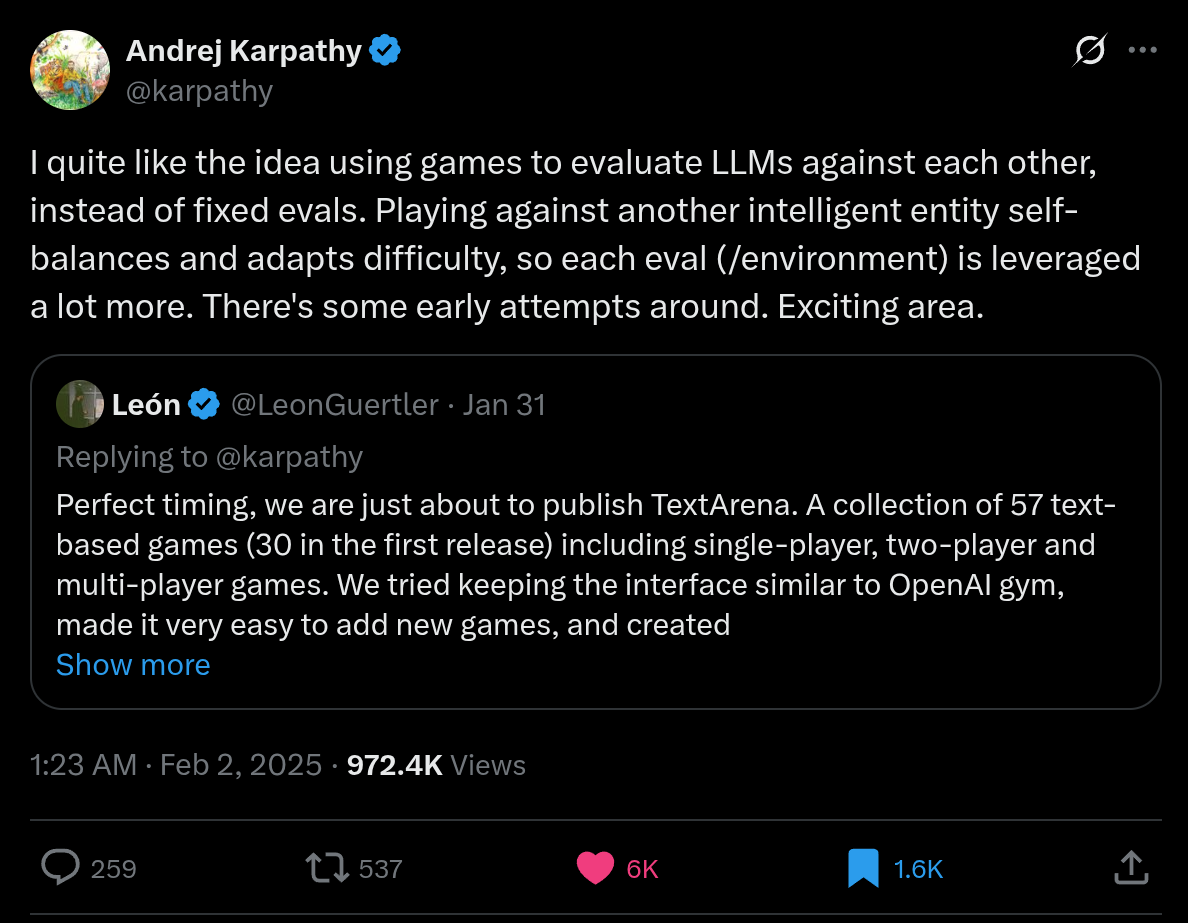 Andrej Karpathy
@karpathy
I quite like the idea using games to evaluate LLMs against each other,
instead of fixed evals. Playing against another intelligent entity self-
balances and adapts difficulty, so each eval (/environment) is leveraged
a lot more. There's some early attempts around. Exciting area.
León @LeonGuertler · Jan 31
Replying to @karpathy
Perfect timing, we are just about to publish TextArena. A collection of 57 text-
based games (30 in the first release) including single-player, two-player and
multi-player games. We tried keeping the interface similar to OpenAI gym,
made it very easy to add new games, and created
Show more
1:23 AM · Feb 2, 2025 · 972.4K Views
259 537 6K 1.6K